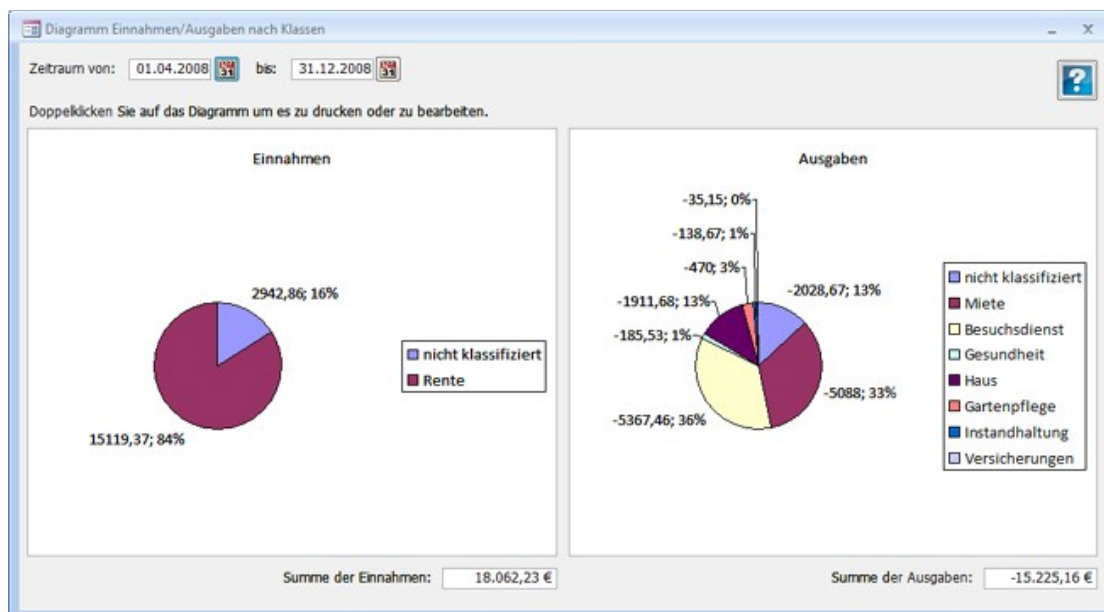 Diagramm Einnahmen/Ausgaben nach Klassen
Zeitraum von: 01.04.2008 31 bis: 31.12.2008 31
?
Doppelklicken Sie auf das Diagramm um es zu drucken oder zu bearbeiten.
Einnahmen
2942,86; 16%
15119,37; 84%
nicht klassifiziert
Rente
Ausgaben
-35,15; 0%
-138,67; 1%
-470; 3%
-1911,68; 13%
-185,53; 1%
-5367,46; 36%
-2028,67; 13%
-5088; 33%
nicht klassifiziert
Miete
Besuchsdienst
Gesundheit
Haus
Gartenpflege
Instandhaltung
Versicherungen
Summe der Einnahmen: 18.062,23 €
Summe der Ausgaben: -15.225,16 €